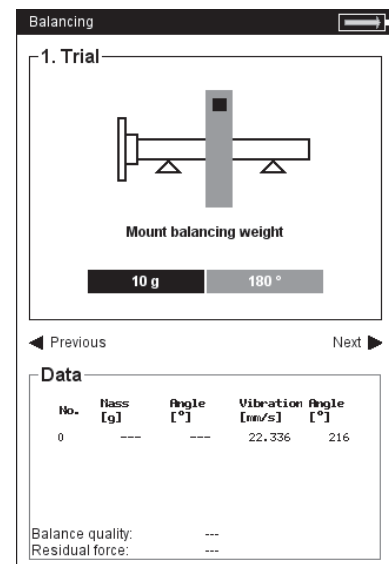 Balancing
1. Trial
Mount balancing weight
10 g 180 °
Previous Next
Data
No. Mass [g] Angle [°] Vibration [mm/s] Angle [°]
0 --- --- 22.336 216
Balance quality: ---
Residual force: ---